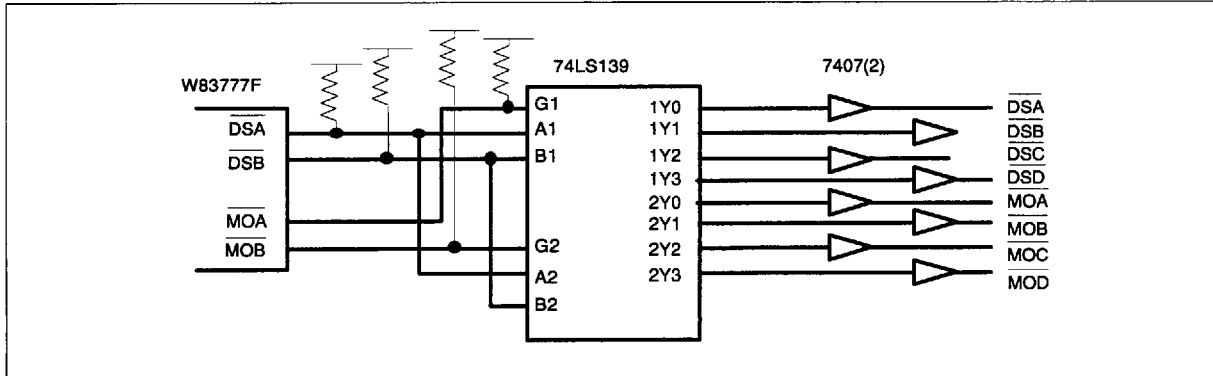 W83777F
DSA
DSB
MOA
MOB
74LS139
G1
A1
B1
G2
A2
B2
1Y0
1Y1
1Y2
1Y3
2Y0
2Y1
2Y2
2Y3
7407(2)
DSA
DSB
DSC
DSD
MOA
MOB
MOC
MOD